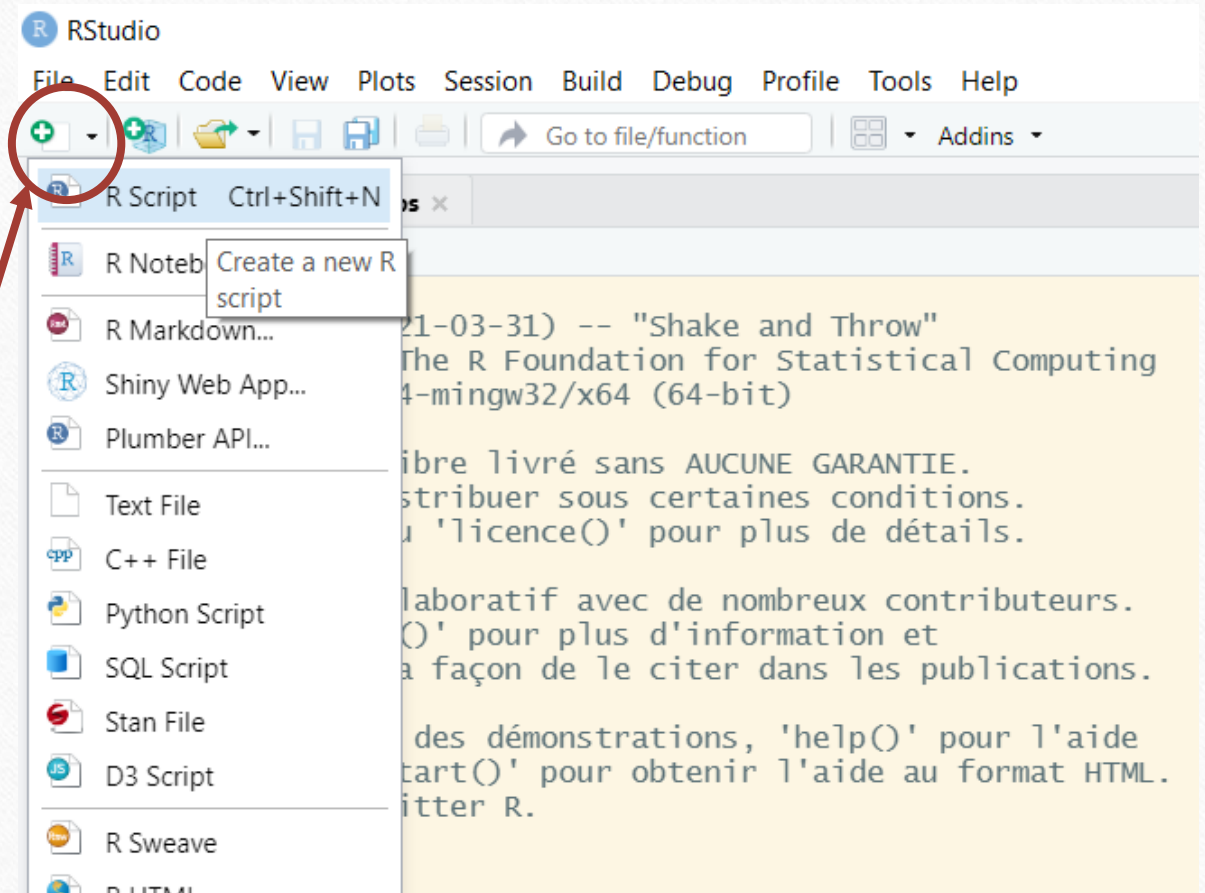 RStudio
File Edit Code View Plots Session Build Debug Profile Tools Help
Go to file/function Addins
R Script Ctrl+Shift+N
R Create a new R
script
R Markdown...
Shiny Web App...
Plumber API...
Text File
C++ File
Python Script
SQL Script
Stan File
D3 Script
R Sweave
R HTML
21-03-31) -- "Shake and Throw"
The R Foundation for Statistical Computing
4-mingw32/x64 (64-bit)
ibre livré sans AUCUNE GARANTIE.
stribuer sous certaines conditions.
'licence()' pour plus de détails.
laboratif avec de nombreux contributeurs.
()' pour plus d'information et
a façon de le citer dans les publications.
des démonstrations, 'help()' pour l'aide
tart()' pour obtenir l'aide au format HTML.
itter R.